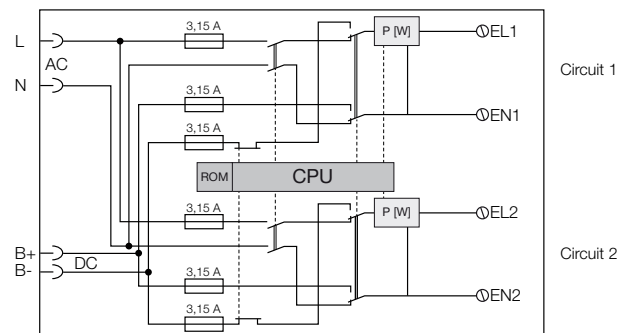 3,15 A
L
P [W]
EL1
AC
Circuit 1
N
3,15 A
EN1
3,15 A
ROM
CPU
3,15 A
P [W]
EL2
B+
DC
B-
Circuit 2
3,15 A
EN2
3,15 A